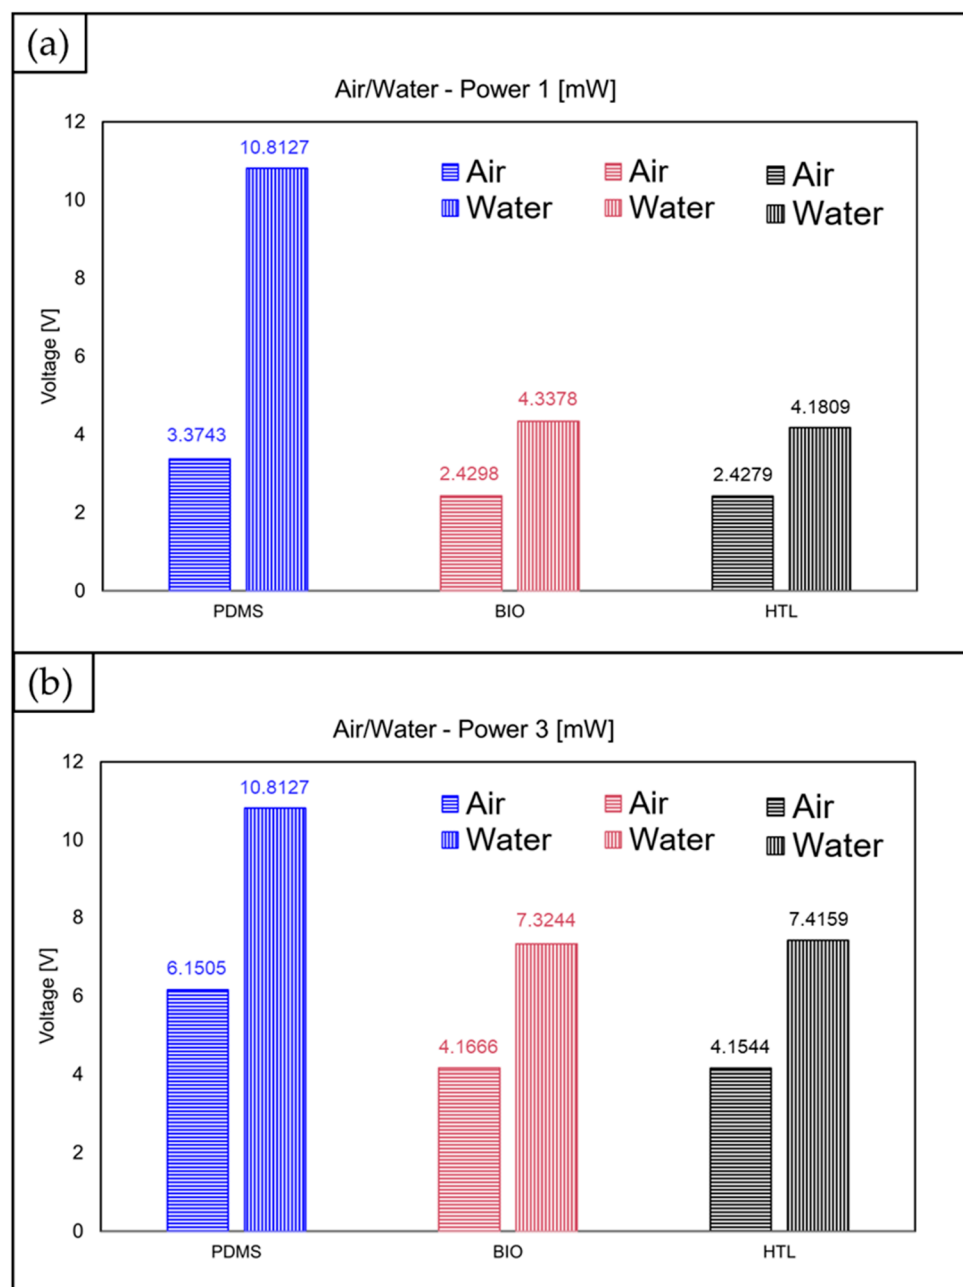 (a)
Air/Water - Power 1 [mW]
12
10
8
6
4
2
0
Voltage [V]
10.8127
3.3743
4.3378
2.4298
4.1809
2.4279
Air
Water
Air
Water
Air
Water
PDMS
BIO
HTL
(b)
Air/Water - Power 3 [mW]
12
10
8
6
4
2
0
Voltage [V]
10.8127
6.1505
7.3244
4.1666
7.4159
4.1544
Air
Water
Air
Water
Air
Water
PDMS
BIO
HTL